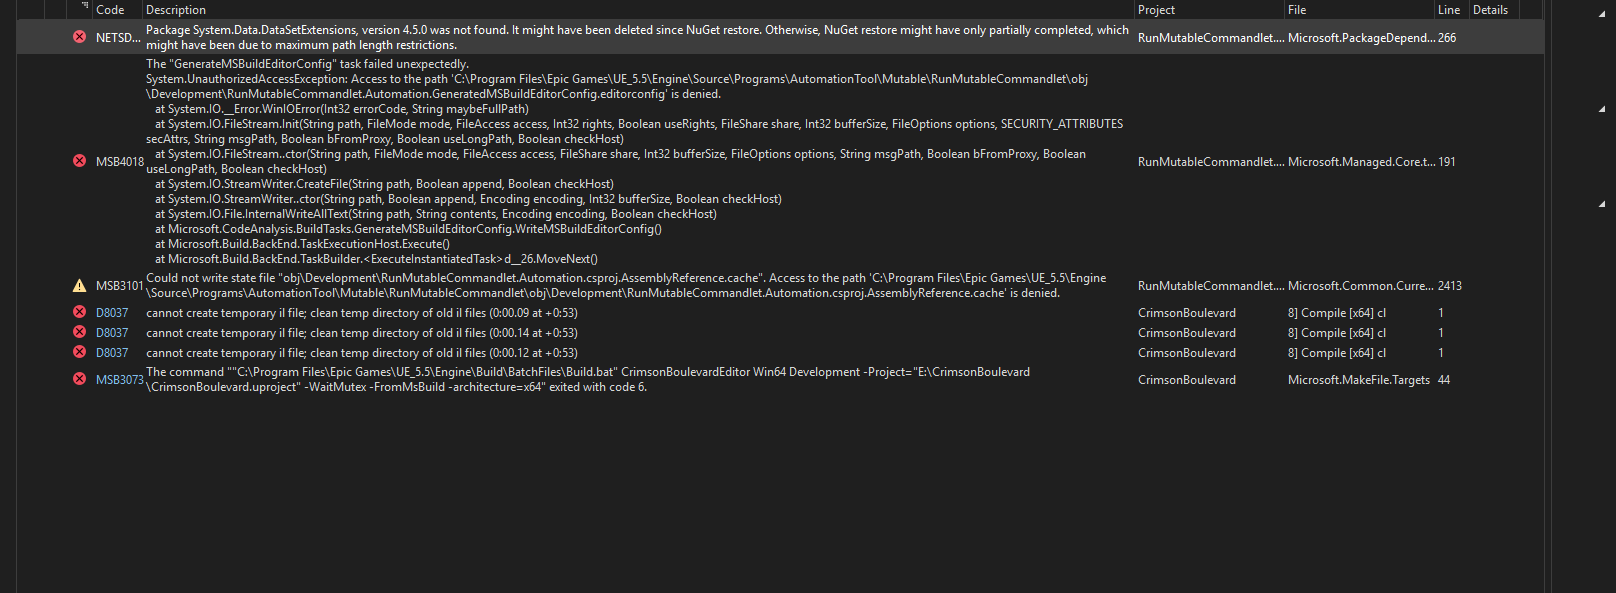 Code Description Project File Line Details
NETSD... Package System.Data.DataSetExtensions, version 4.5.0 was not found. It might have been deleted since NuGet restore. Otherwise, NuGet restore might have only partially completed, which
might have been due to maximum path length restrictions. RunMutableCommandlet.... Microsoft.PackageDepend... 266
The "GenerateMSBuildEditorConfig" task failed unexpectedly.
System.UnauthorizedAccessException: Access to the path 'C:\Program Files\Epic Games\UE_5.5\Engine\Source\Programs\AutomationTool\Mutable\RunMutableCommandlet\obj
\Development\RunMutableCommandlet.Automation.GeneratedMSBuildEditorConfig.editorconfig' is denied.
at System.IO.__Error.WinIOError(Int32 errorCode, String maybeFullPath)
at System.IO.FileStream.Init(String path, FileMode mode, FileAccess access, Int32 rights, Boolean useRights, FileShare share, Int32 bufferSize, FileOptions options, SECURITY_ATTRIBUTES
secAttrs, String msgPath, Boolean bFromProxy, Boolean useLongPath, Boolean checkHost)
at System.IO.FileStream..ctor(String path, FileMode mode, FileAccess access, FileShare share, Int32 bufferSize, FileOptions options, String msgPath, Boolean bFromProxy, Boolean
MSB4018 useLongPath, Boolean checkHost) RunMutableCommandlet.... Microsoft.Managed.Core.t... 191
at System.IO.StreamWriter.CreateFile(String path, Boolean append, Boolean checkHost)
at System.IO.StreamWriter..ctor(String path, Boolean append, Encoding encoding, Int32 bufferSize, Boolean checkHost)
at System.IO.File.InternalWriteAllText(String path, String contents, Encoding encoding, Boolean checkHost)
at Microsoft.CodeAnalysis.BuildTasks.GenerateMSBuildEditorConfig.WriteMSBuildEditorConfig()
at Microsoft.Build.BackEnd.TaskExecutionHost.Execute()
at Microsoft.Build.BackEnd.TaskBuilder.<ExecuteInstantiatedTask>d__26.MoveNext()
MSB3101 Could not write state file "obj\Development\RunMutableCommandlet.Automation.csproj.AssemblyReference.cache". Access to the path 'C:\Program Files\Epic Games\UE_5.5\Engine
\Source\Programs\AutomationTool\Mutable\RunMutableCommandlet\obj\Development\RunMutableCommandlet.Automation.csproj.AssemblyReference.cache' is denied. RunMutableCommandlet.... Microsoft.Common.Curre... 2413
D8037 cannot create temporary il file; clean temp directory of old il files (0:00.09 at +0:53) CrimsonBoulevard 8] Compile [x64] cl 1
D8037 cannot create temporary il file; clean temp directory of old il files (0:00.14 at +0:53) CrimsonBoulevard 8] Compile [x64] cl 1
D8037 cannot create temporary il file; clean temp directory of old il files (0:00.12 at +0:53) CrimsonBoulevard 8] Compile [x64] cl 1
MSB3073 The command ""C:\Program Files\Epic Games\UE_5.5\Engine\Build\BatchFiles\Build.bat" CrimsonBoulevardEditor Win64 Development -Project="E:\CrimsonBoulevard
\CrimsonBoulevard.uproject" -WaitMutex -FromMsBuild -architecture=x64" exited with code 6. CrimsonBoulevard Microsoft.MakeFile.Targets 44